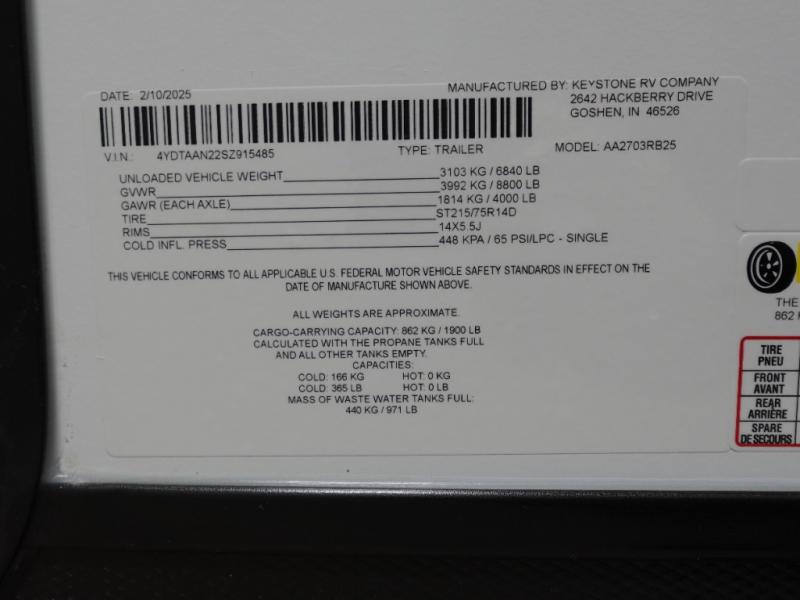 DATE: 2/10/2025
MANUFACTURED BY: KEYSTONE RV COMPANY
2642 HACKBERRY DRIVE
GOSHEN, IN 46526
V.I.N.: 4YDTAAN22SZ915485 TYPE: TRAILER MODEL: AA2703RB25
UNLOADED VEHICLE WEIGHT 3103 KG / 6840 LB
GVWR 3992 KG / 8800 LB
GAWR (EACH AXLE) 1814 KG / 4000 LB
TIRE ST215/75R14D
RIMS 14X5.5J
COLD INFL. PRESS 448 KPA / 65 PSI/LPC - SINGLE
THIS VEHICLE CONFORMS TO ALL APPLICABLE U.S. FEDERAL MOTOR VEHICLE SAFETY STANDARDS IN EFFECT ON THE
DATE OF MANUFACTURE SHOWN ABOVE.
ALL WEIGHTS ARE APPROXIMATE.
CARGO-CARRYING CAPACITY: 862 KG / 1900 LB
CALCULATED WITH THE PROPANE TANKS FULL
AND ALL OTHER TANKS EMPTY.
CAPACITIES:
COLD: 166 KG HOT: 0 KG
COLD: 365 LB HOT: 0 LB
MASS OF WASTE WATER TANKS FULL:
440 KG / 971 LB
THE
862
TIRE
PNEU
FRONT
AVANT
REAR
ARRIÈRE
SPARE
DE SECOURS